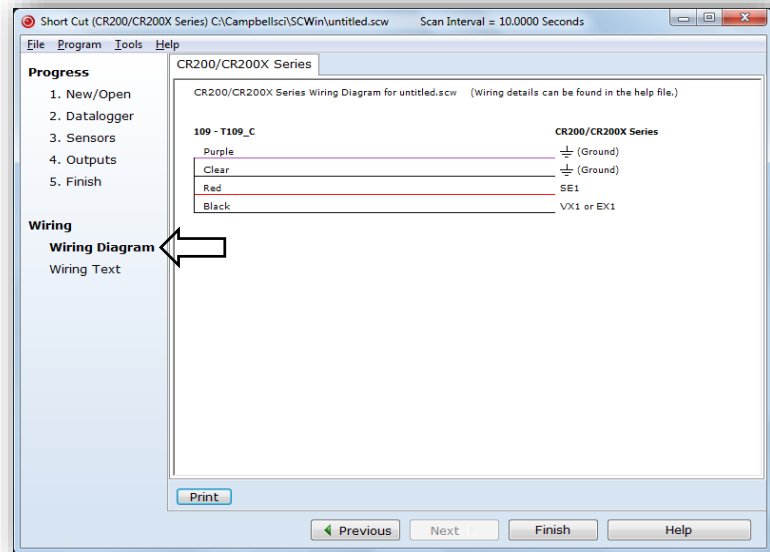 Short Cut (CR200/CR200X Series) C:\Campbellsci\SCWin\untitled.scw Scan Interval = 10.0000 Seconds
File Program Tools Help
Progress
1. New/Open
2. Datalogger
3. Sensors
4. Outputs
5. Finish
Wiring
Wiring Diagram
Wiring Text
CR200/CR200X Series
CR200/CR200X Series Wiring Diagram for untitled.scw (Wiring details can be found in the help file.)
109 - T109_C CR200/CR200X Series
Purple (Ground)
Clear (Ground)
Red SE1
Black VX1 or EX1
Print
Previous Next Finish Help